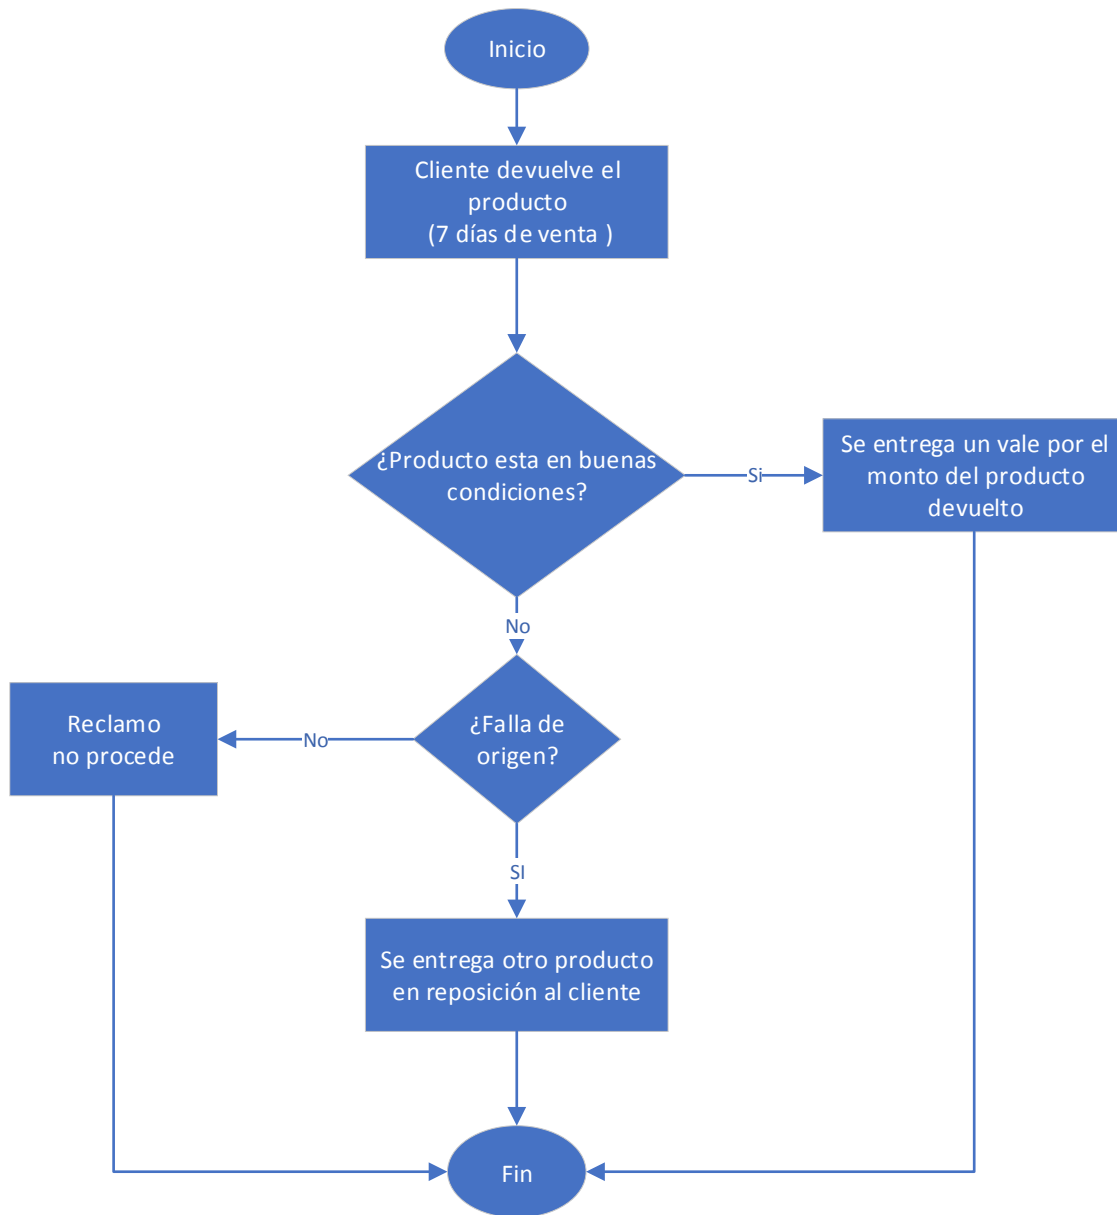 Inicio
Cliente devuelve el
producto
(7 días de venta )
¿Producto esta en buenas
condiciones?
Si
Se entrega un vale por el
monto del producto
devuelto
No
¿Falla de
origen?
No
Reclamo
no procede
SI
Se entrega otro producto
en reposición al cliente
Fin